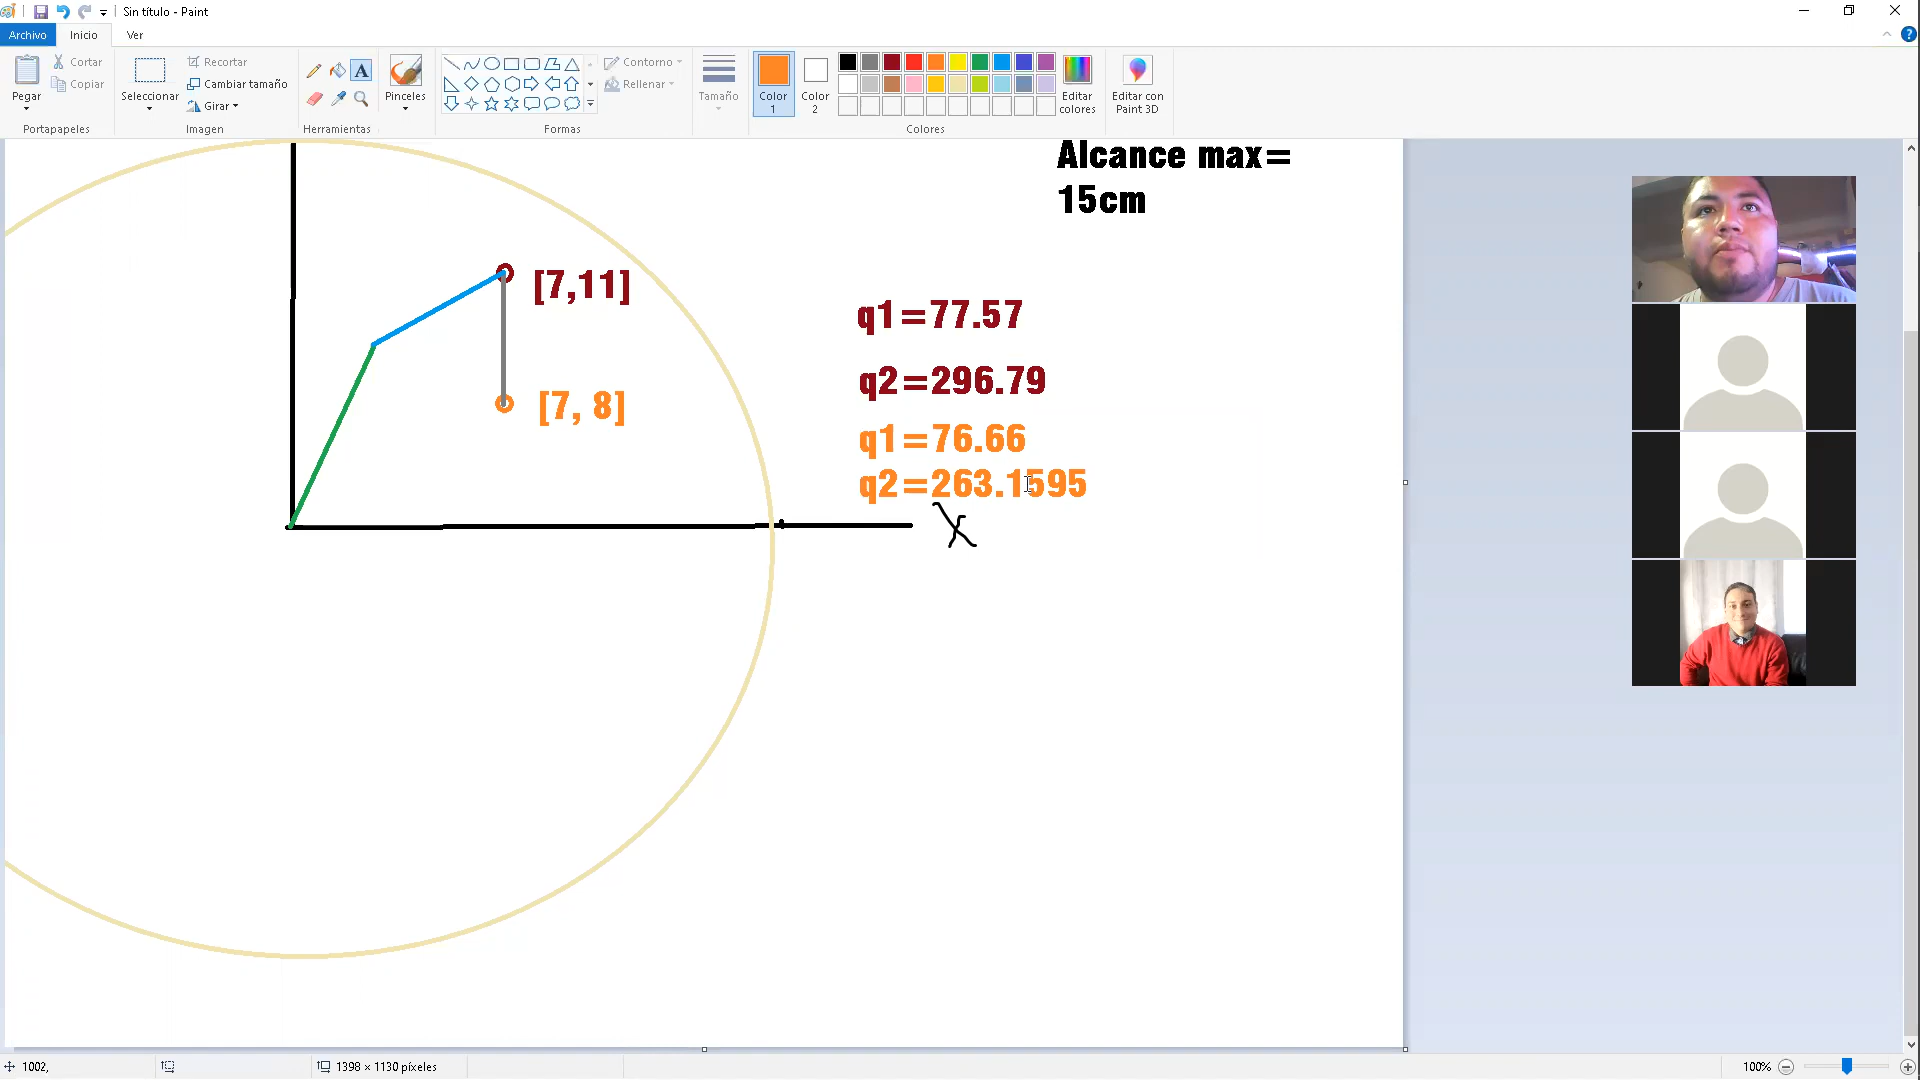 Sin título - Paint
Archivo
Inicio
Ver
Pegar
Cortar
Copiar
Portapapeles
Seleccionar
Recortar
Cambiar tamaño
Girar
Imagen
A
Herramientas
Pinceles
Contorno
Rellenar
Formas
Tamaño
Color 1
Color 2
Editar colores
Editar con Paint 3D
Colores
Alcance max=
15cm
[7,11]
q1=77.57
q2=296.79
[7, 8]
q1=76.66
q2=263.1595
X
1002,
1398 × 1130 píxeles
100%